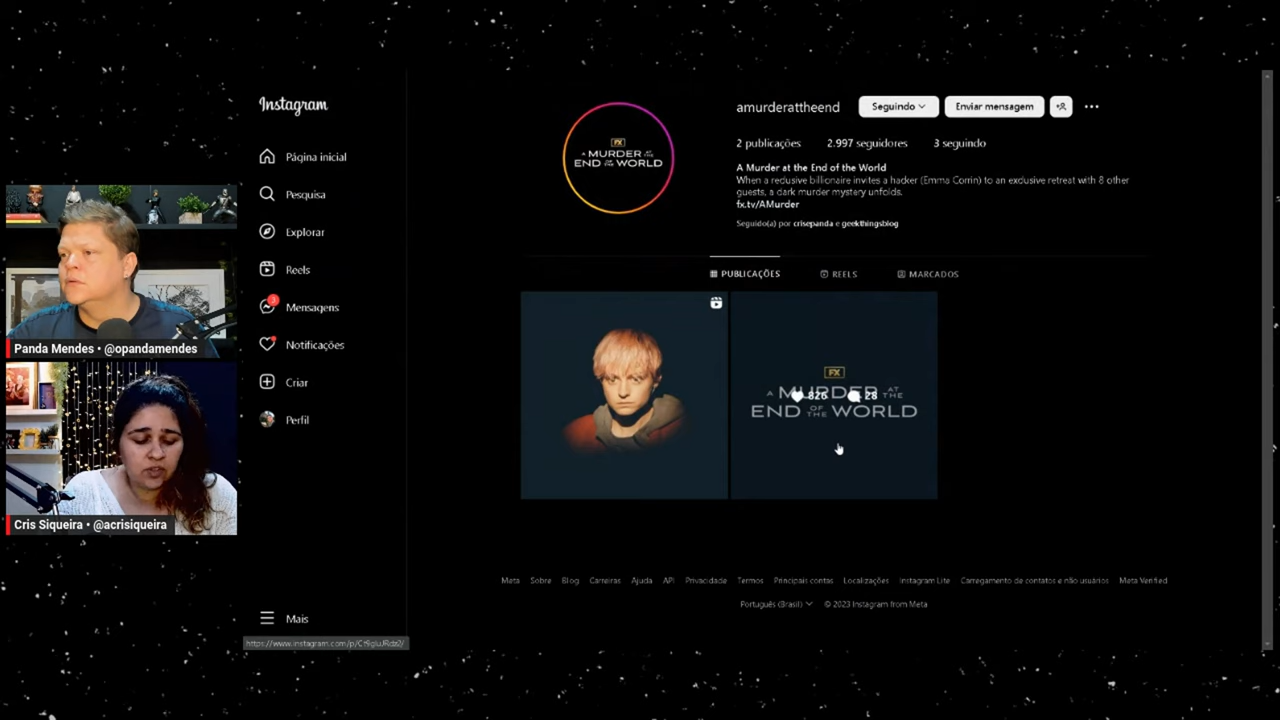 Instagram
Página inicial
Pesquisa
Explorar
Reels
3
Mensagens
Notificações
Criar
Perfil
Mais
FX
A MURDER AT THE
END OF THE WORLD
amurderattheend
Seguindo
Enviar mensagem
2 publicações 2.997 seguidores 3 seguindo
A Murder at the End of the World
When a reclusive billionaire invites a hacker (Emma Corrin) to an exclusive retreat with 8 other
guests, a dark murder mystery unfolds.
fx.tv/AMurder
Seguido(a) por crisepanda e geekthingsblog
PUBLICAÇÕES REELS MARCADOS
FX
A MURDER AT THE
END OF THE WORLD
826 28
Panda Mendes • @opandamendes
Cris Siqueira • @acrisiqueira
Meta Sobre Blog Carreiras Ajuda API Privacidade Termos Principais contas Localizações Instagram Lite Carregamento de contatos e não usuários Meta Verified
Português (Brasil) © 2023 Instagram from Meta